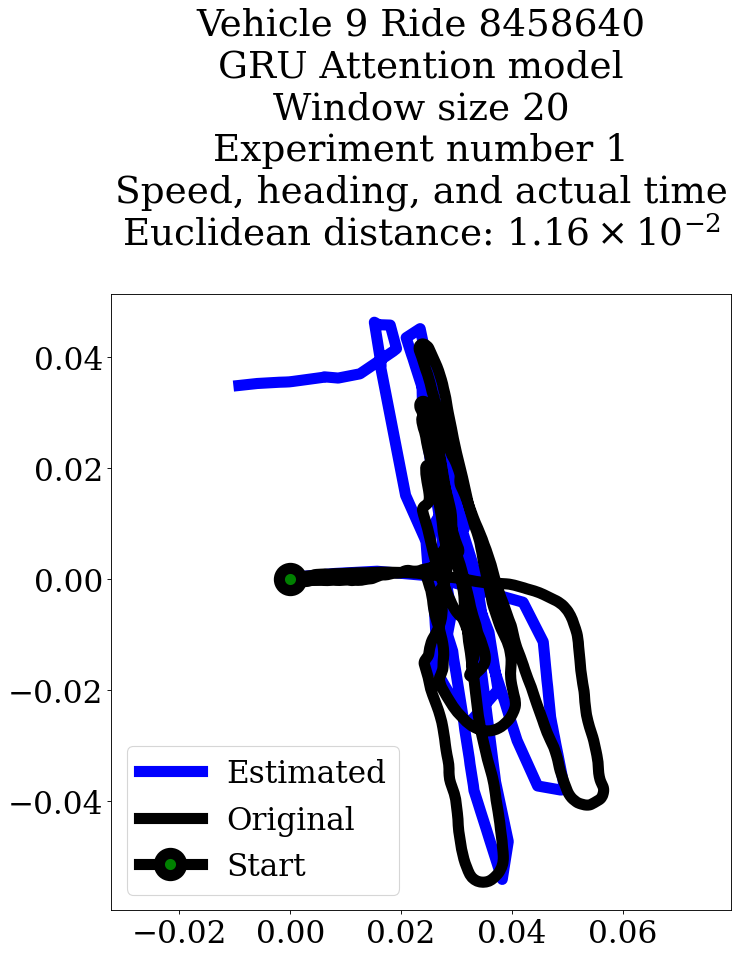 Vehicle 9 Ride 8458640
GRU Attention model
Window size 20
Experiment number 1
Speed, heading, and actual time
Euclidean distance: 1.16 × 10⁻²
0.04
0.02
0.00
−0.02
−0.04
Estimated
Original
Start
−0.02 0.00 0.02 0.04 0.06